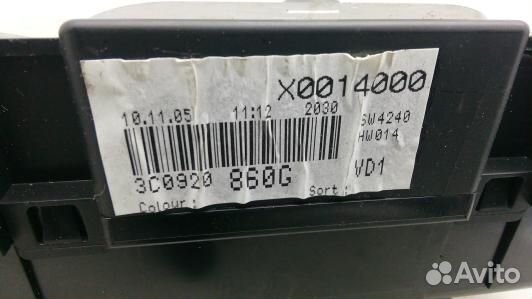 X0014000
10.11.05 11:12 2030
SW4240
HW014
3C0920 860G VD1
Colour: Sort:
Avito